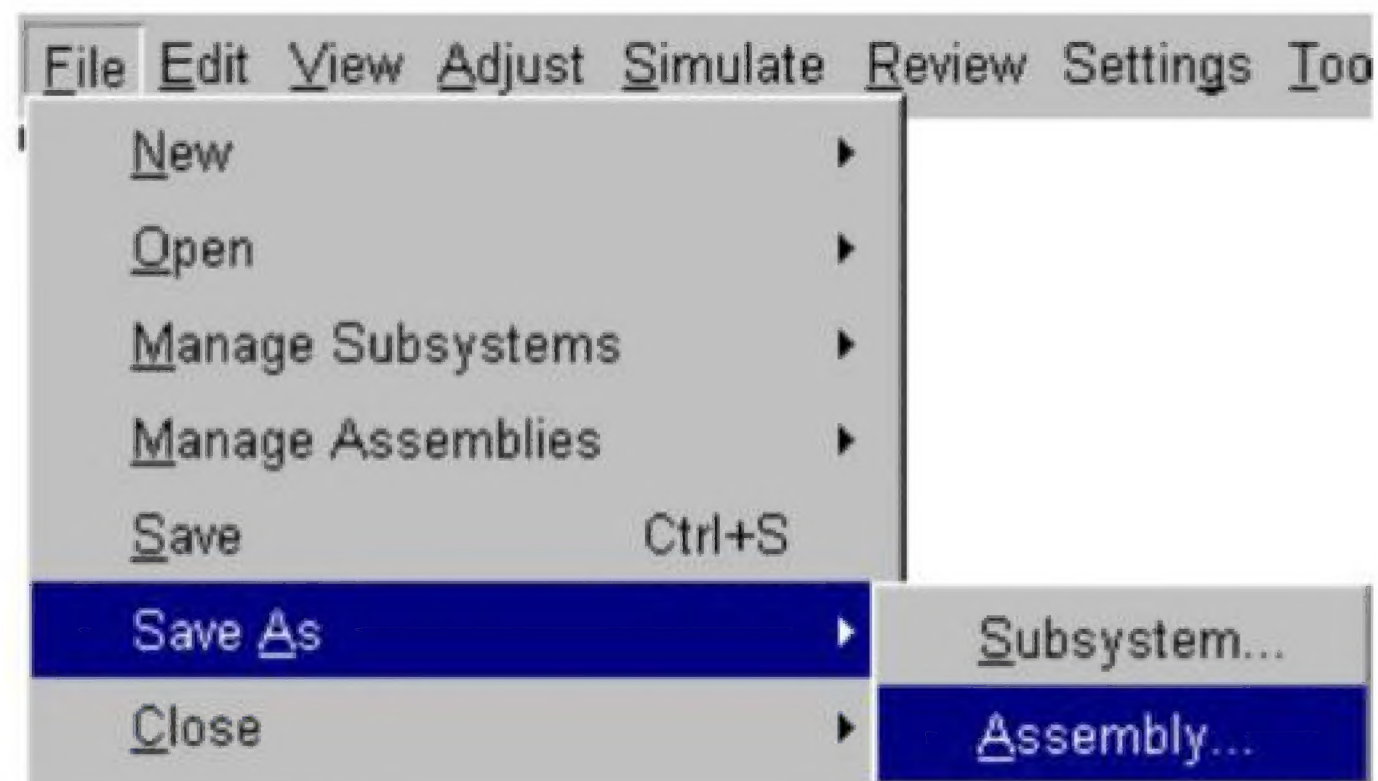 File Edit View Adjust Simulate Review Settings Too
New
Open
Manage Subsystems
Manage Assemblies
Save Ctrl+S
Save As Subsystem...
Close Assembly...